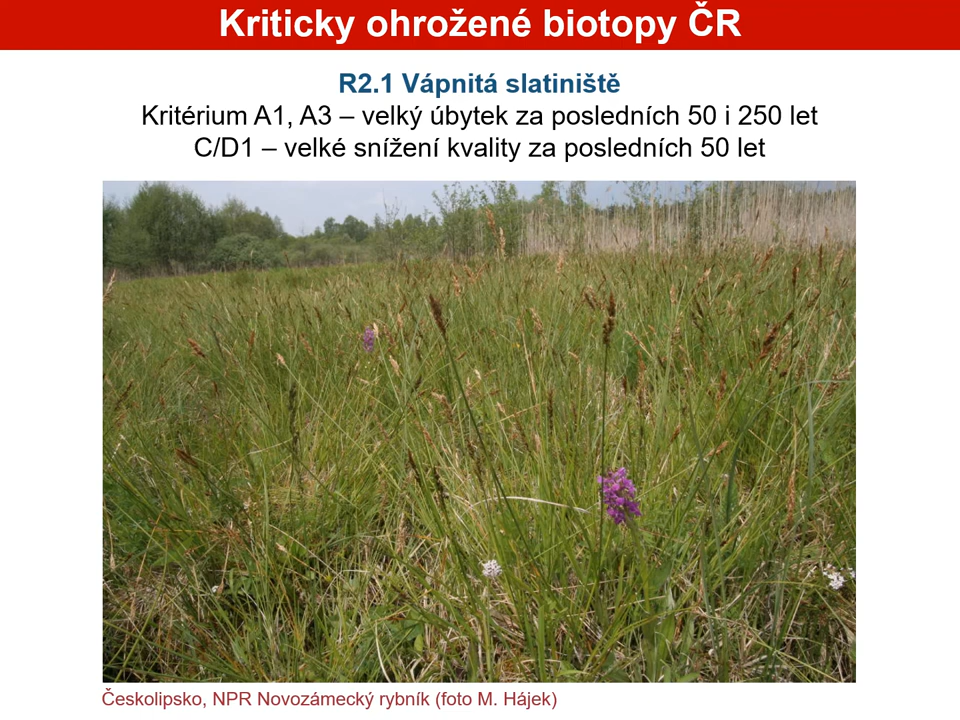 Kriticky ohrožené biotopy ČR
R2.1 Vápnitá slatiniště
Kritérium A1, A3 – velký úbytek za posledních 50 i 250 let
C/D1 – velké snížení kvality za posledních 50 let
Českolipsko, NPR Novozámecký rybník (foto M. Hájek)